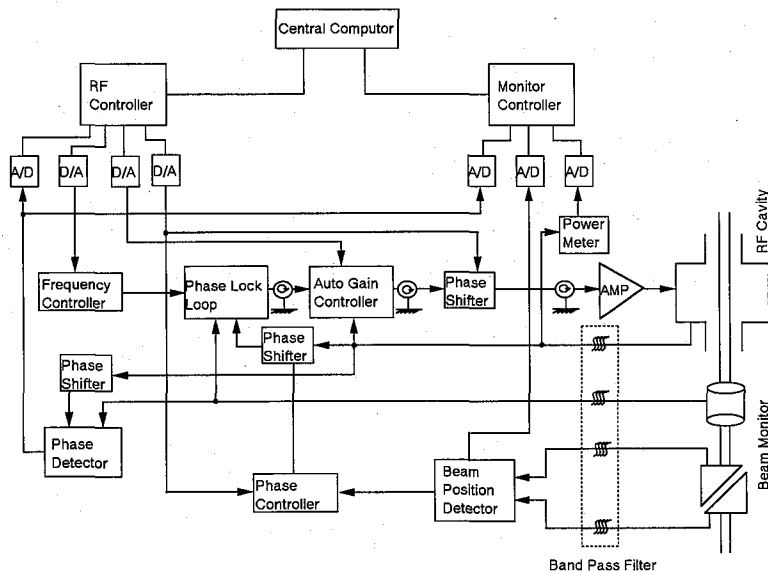 Central Computor
RF
Controller
Monitor
Controller
A/D
D/A
D/A
D/A
A/D
A/D
A/D
Power
Meter
RF Cavity
Frequency
Controller
Phase Lock
Loop
Auto Gain
Controller
Phase
Shifter
AMP
Phase
Shifter
Phase
Shifter
Phase
Detector
Phase
Controller
Beam
Position
Detector
Beam Monitor
Band Pass Filter